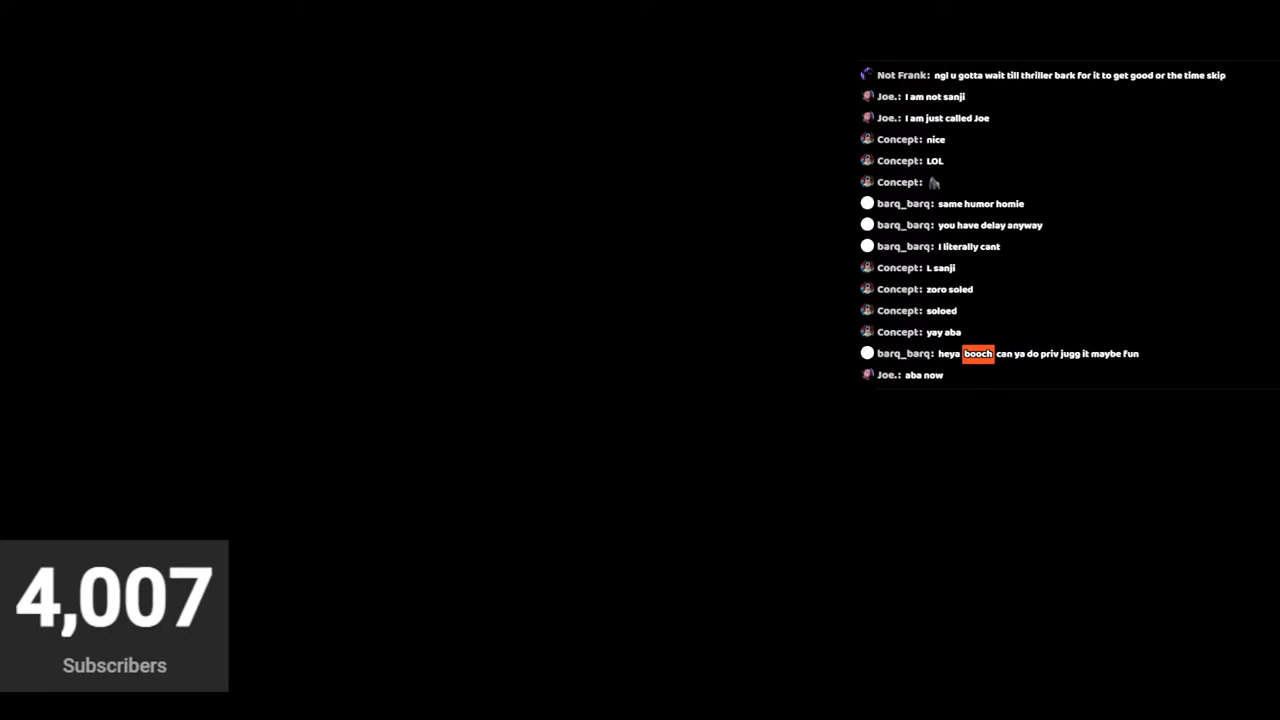 Not Frank: ngl u gotta wait till thriller bark for it to get good or the time skip
Joe.: I am not sanji
Joe.: I am just called Joe
Concept: nice
Concept: LOL
Concept:
barq_barq: same humor homie
barq_barq: you have delay anyway
barq_barq: I literally cant
Concept: L sanji
Concept: zoro soled
Concept: soloed
Concept: yay aba
barq_barq: heya booch can ya do priv jugg it maybe fun
Joe.: aba now
4,007
Subscribers